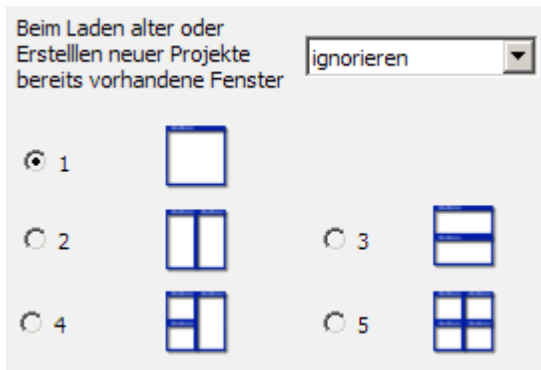 Beim Laden alter oder
Erstelllen neuer Projekte
bereits vorhandene Fenster
ignorieren
1
2
3
4
5